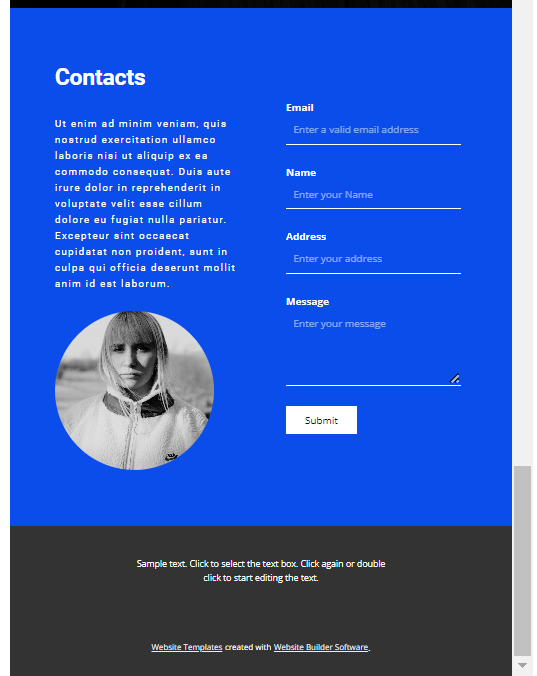 Contacts
Ut enim ad minim veniam, quis
nostrud exercitation ullamco
laboris nisi ut aliquip ex ea
commodo consequat. Duis aute
irure dolor in reprehenderit in
voluptate velit esse cillum
dolore eu fugiat nulla pariatur.
Excepteur sint occaecat
cupidatat non proident, sunt in
culpa qui officia deserunt mollit
anim id est laborum.
Email
Enter a valid email address
Name
Enter your Name
Address
Enter your address
Message
Enter your message
Submit
Sample text. Click to select the text box. Click again or double
click to start editing the text.
Website Templates created with Website Builder Software.